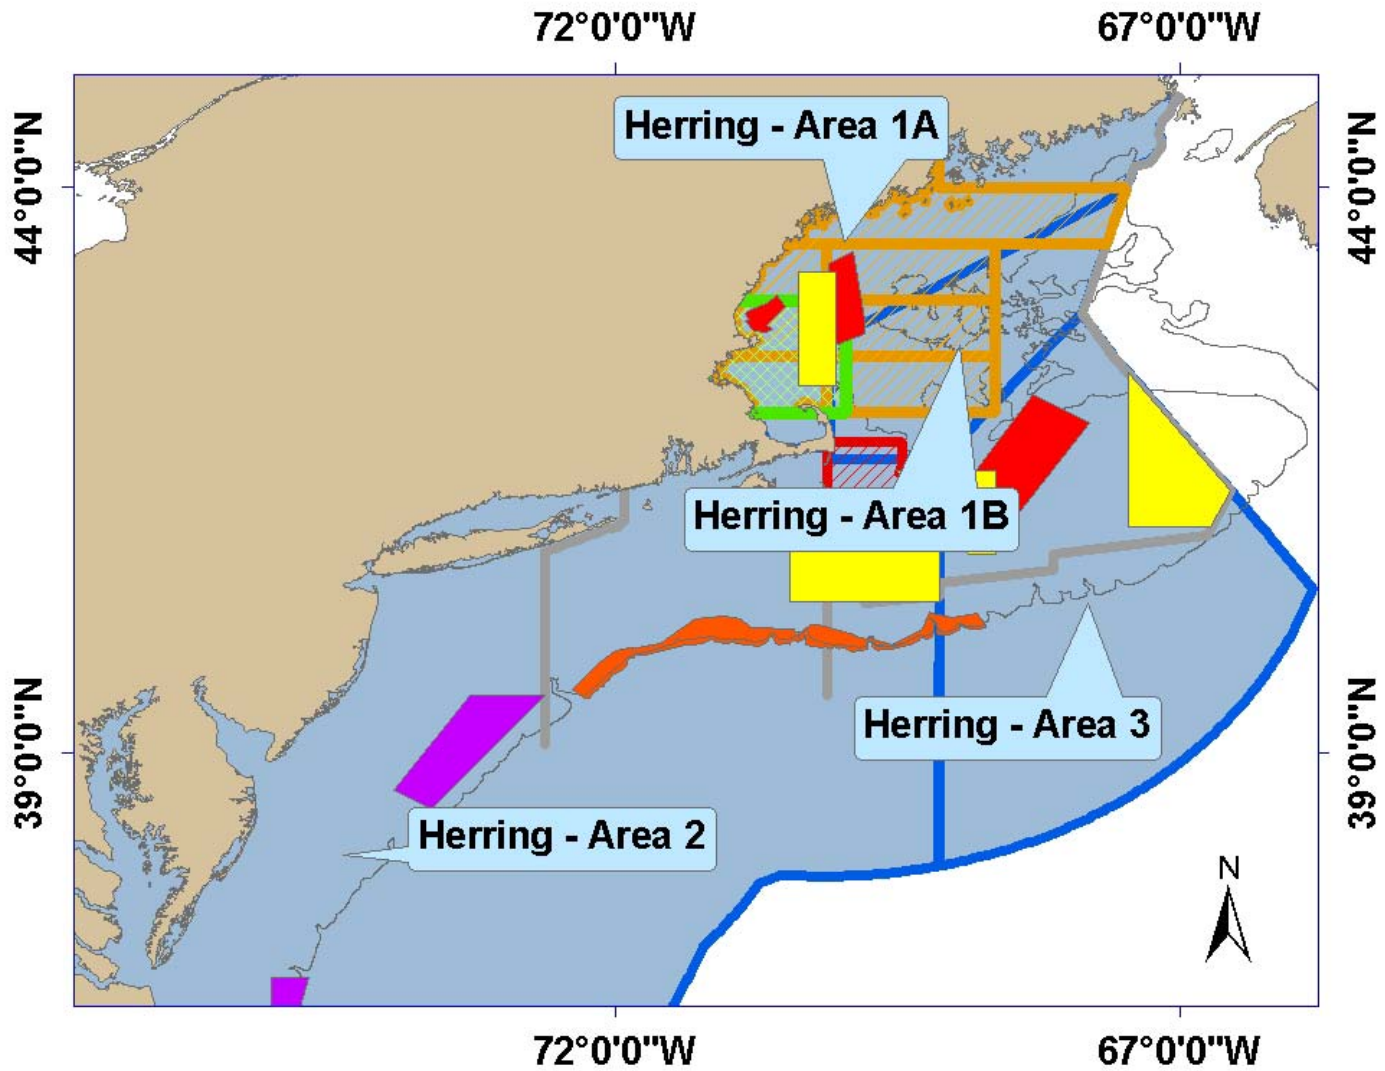 72°0'0"W 67°0'0"W
44°0'0"N
44°0'0"N
Herring - Area 1A
Herring - Area 1B
Herring - Area 3
39°0'0"N
39°0'0"N
Herring - Area 2
N
72°0'0"W 67°0'0"W